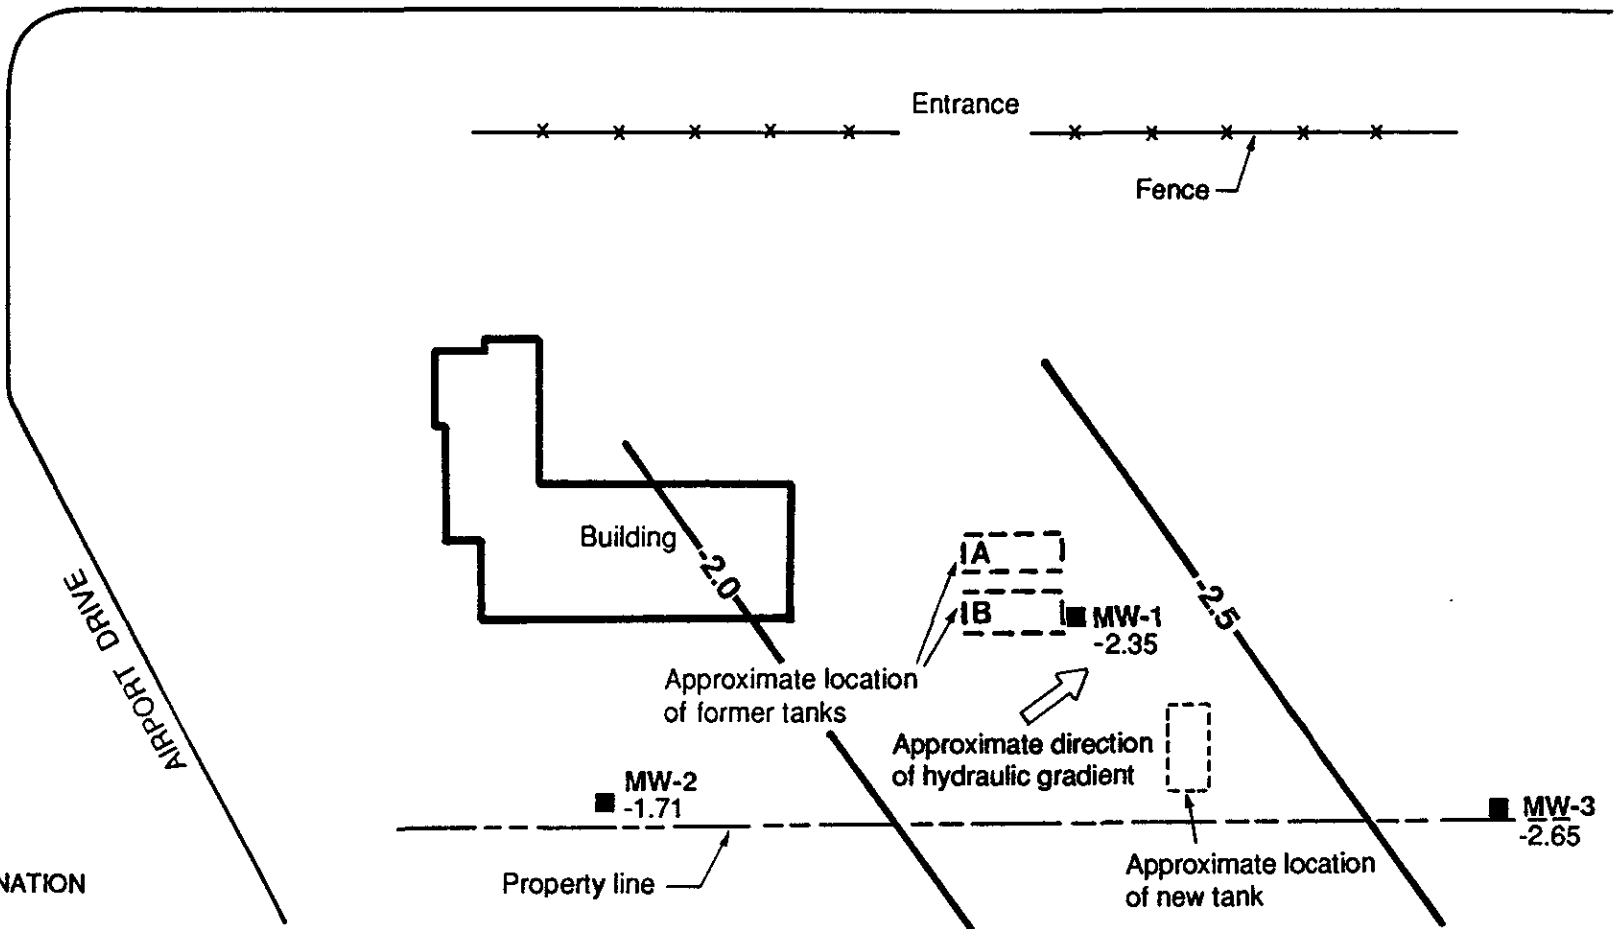 Entrance
Fence
Building
-2.0
A
B
MW-1
-2.35
-2.5
AIRPORT DRIVE
Approximate location
of former tanks
Approximate direction
of hydraulic gradient
MW-2
-1.71
MW-3
-2.65
Property line
Approximate location
of new tank
NATION